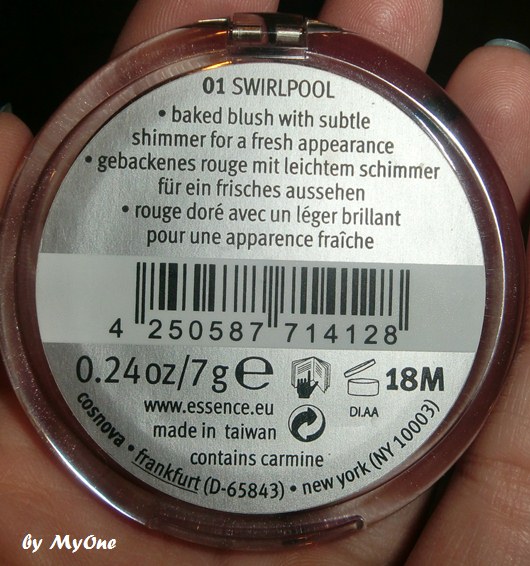 01 SWIRLPOOL
• baked blush with subtle
shimmer for a fresh appearance
• gebackenes rouge mit leichtem schimmer
für ein frisches aussehen
• rouge doré avec un léger brillant
pour une apparence fraîche
4 250587 714128
0.24oz/7g e 18M
DI.AA
www.essence.eu
made in taiwan
contains carmine
cosnova • frankfurt (D-65843) • new york (NY 10003)
by MyOne